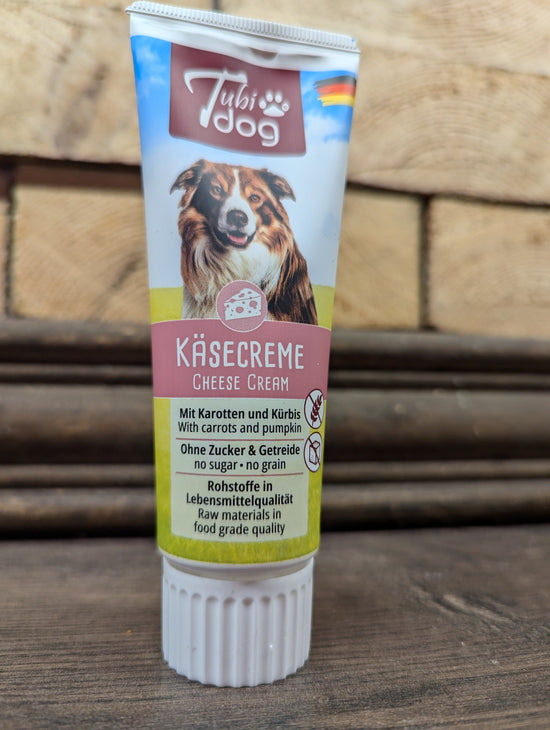 Tubi
dog
KÄSECREME
CHEESE CREAM
Mit Karotten und Kürbis
With carrots and pumpkin
Ohne Zucker & Getreide
no sugar • no grain
Rohstoffe in
Lebensmittelqualität
Raw materials in
food grade quality